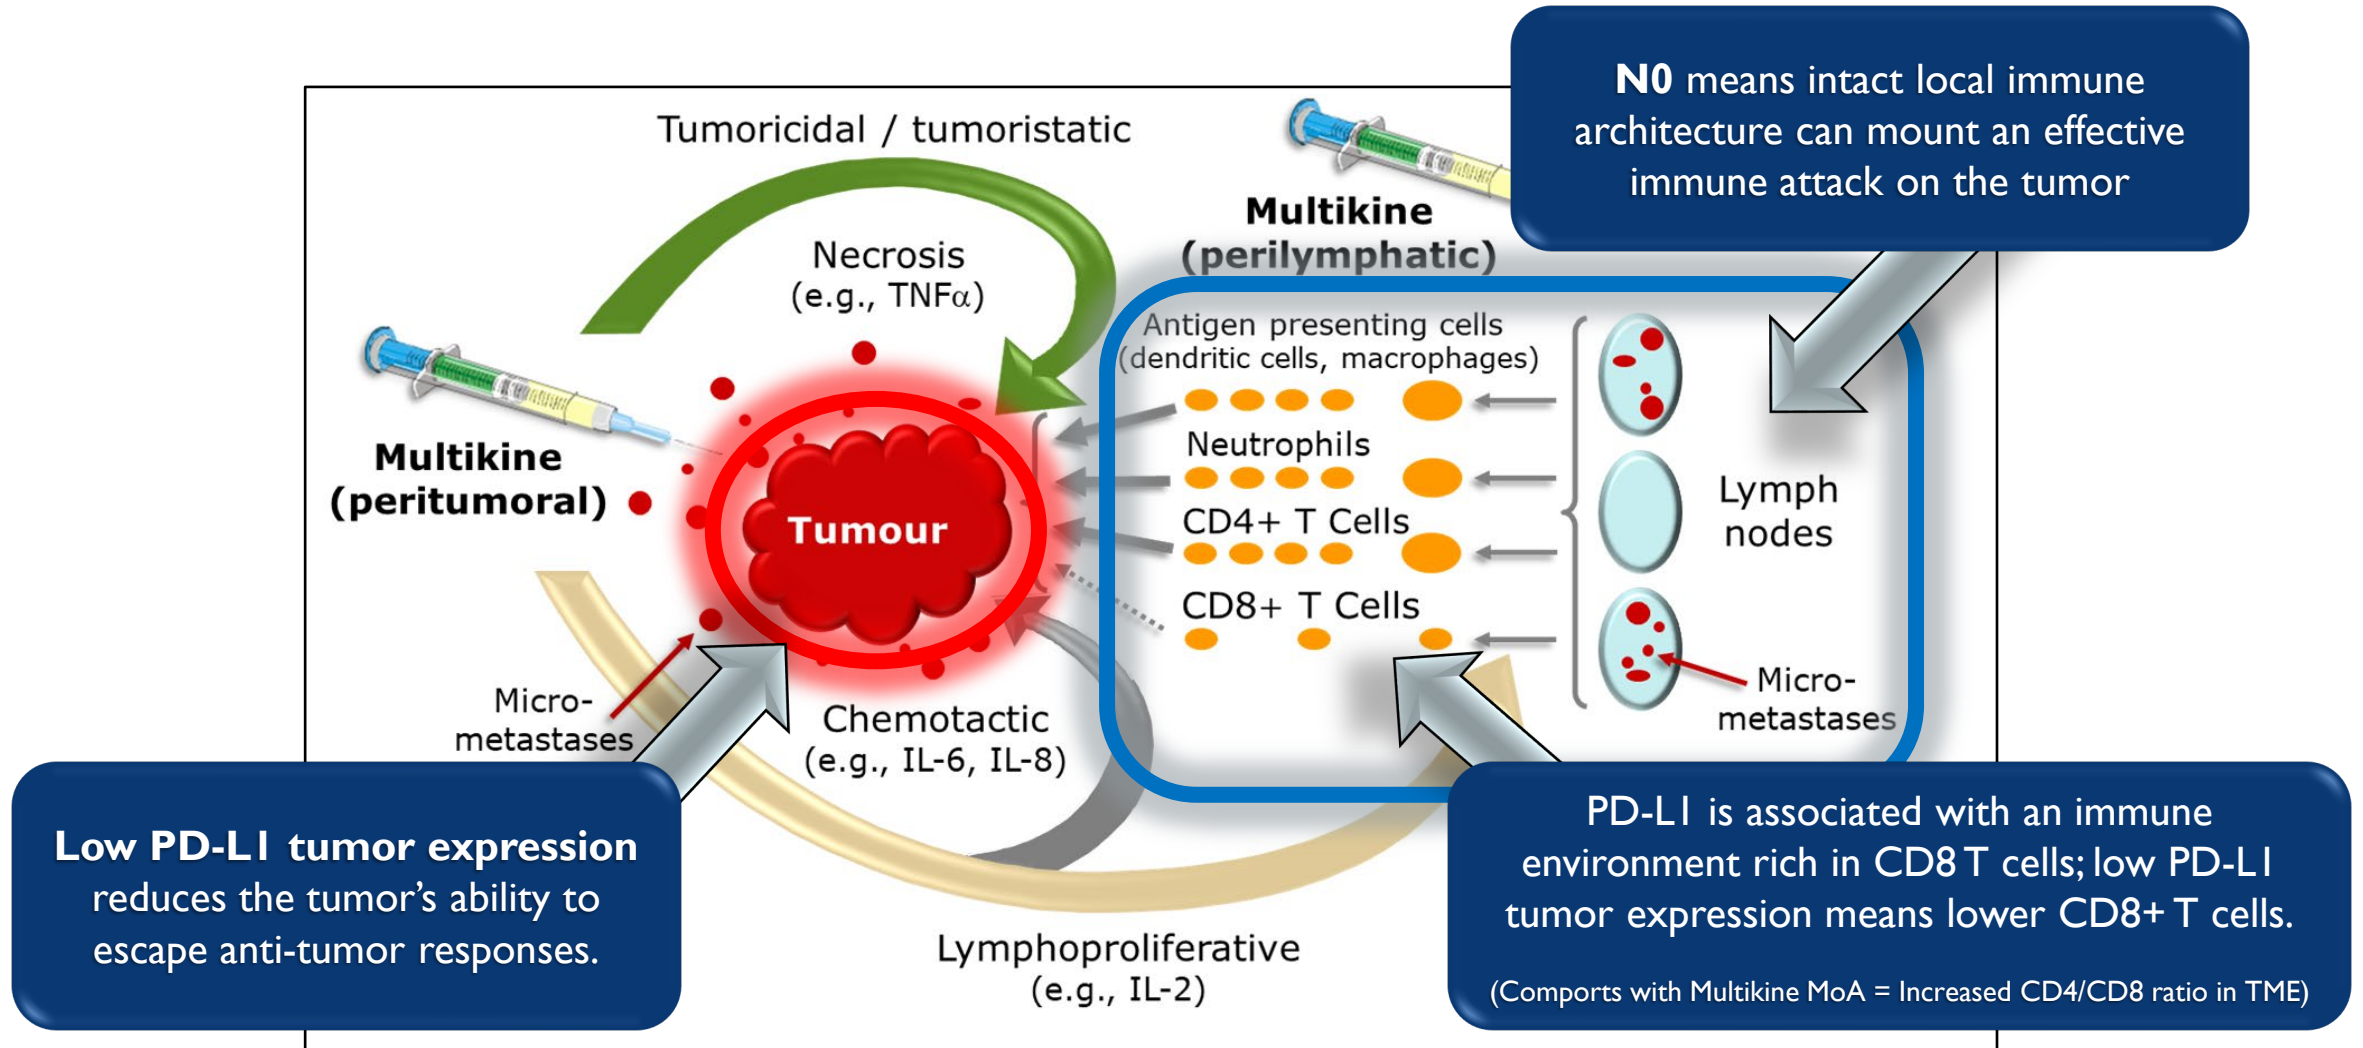 N0 means intact local immune
architecture can mount an effective
immune attack on the tumor
Tumoricidal / tumoristatic
Multikine
(perilymphatic)
Necrosis
(e.g., TNFα)
Antigen presenting cells
(dendritic cells, macrophages)
Neutrophils
CD4+ T Cells
CD8+ T Cells
Lymph
nodes
Micro-
metastases
Multikine
(peritumoral)
Tumour
Micro-
metastases
Chemotactic
(e.g., IL-6, IL-8)
Lymphoproliferative
(e.g., IL-2)
Low PD-L1 tumor expression
reduces the tumor’s ability to
escape anti-tumor responses.
PD-L1 is associated with an immune
environment rich in CD8 T cells; low PD-L1
tumor expression means lower CD8+ T cells.
(Comports with Multikine MoA = Increased CD4/CD8 ratio in TME)